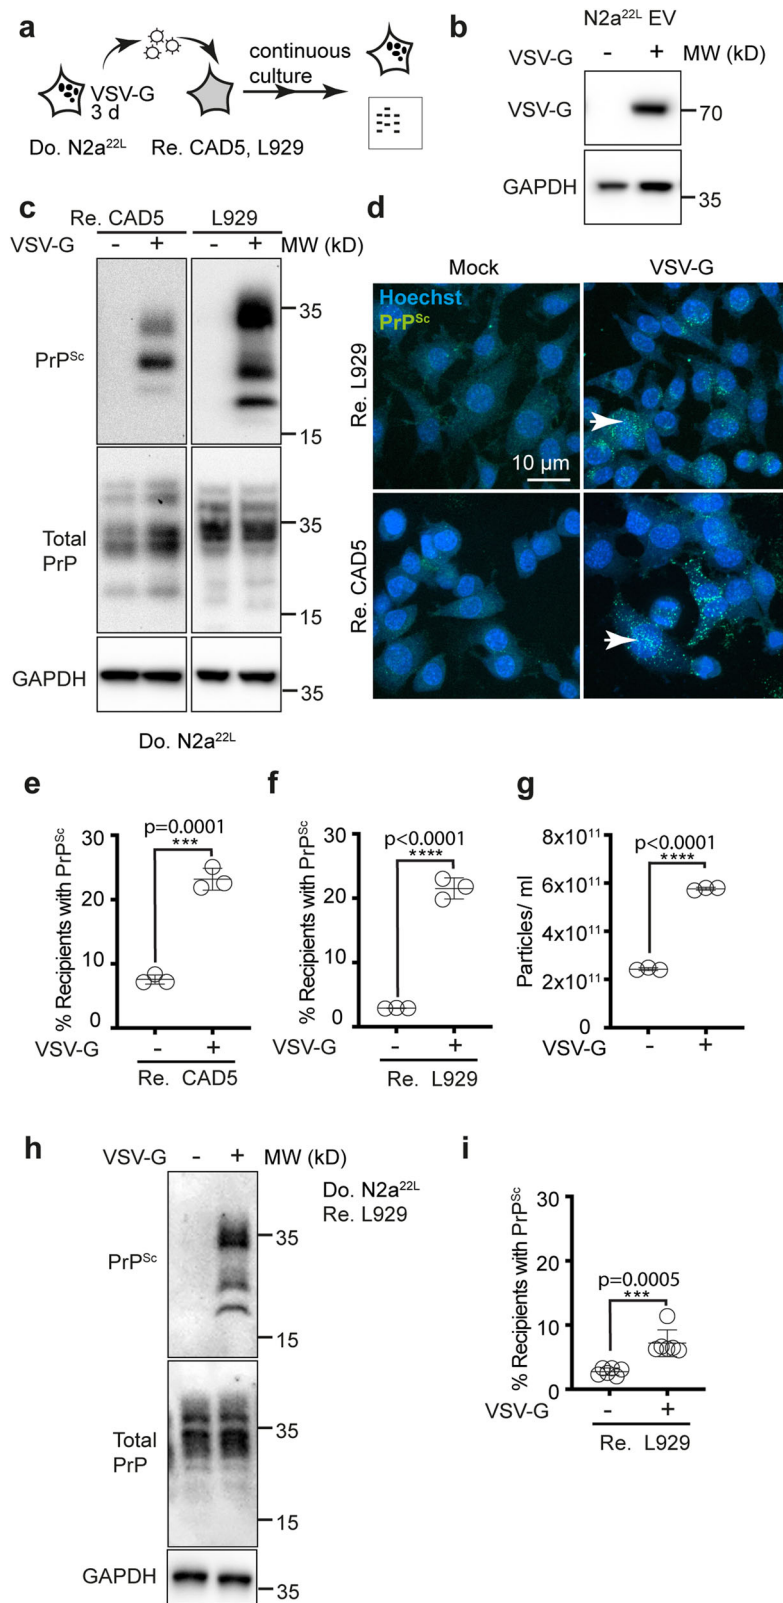 a
VSV-G
3 d
continuous
culture
Do. N2a22L
Re. CAD5, L929
b
N2a22L EV
VSV-G - + MW (kD)
VSV-G
70
GAPDH
35
c
Re. CAD5 L929
VSV-G - + - + MW (kD)
PrPSc
35
15
Total
PrP
35
15
GAPDH
35
Do. N2a22L
d
Mock VSV-G
Hoechst
PrPSc
Re. L929
10 µm
Re. CAD5
e
% Recipients with PrPSc
30
20
10
0
p=0.0001
***
VSV-G - +
Re. CAD5
f
% Recipients with PrPSc
30
20
10
0
p<0.0001
****
VSV-G - +
Re. L929
g
Particles/ ml
8x1011
6x1011
4x1011
2x1011
0
p<0.0001
****
VSV-G - +
h
VSV-G - + MW (kD)
Do. N2a22L
Re. L929
PrPSc
35
15
Total
PrP
35
15
GAPDH
35
i
% Recipients with PrPSc
30
20
10
0
p=0.0005
***
VSV-G - +
Re. L929